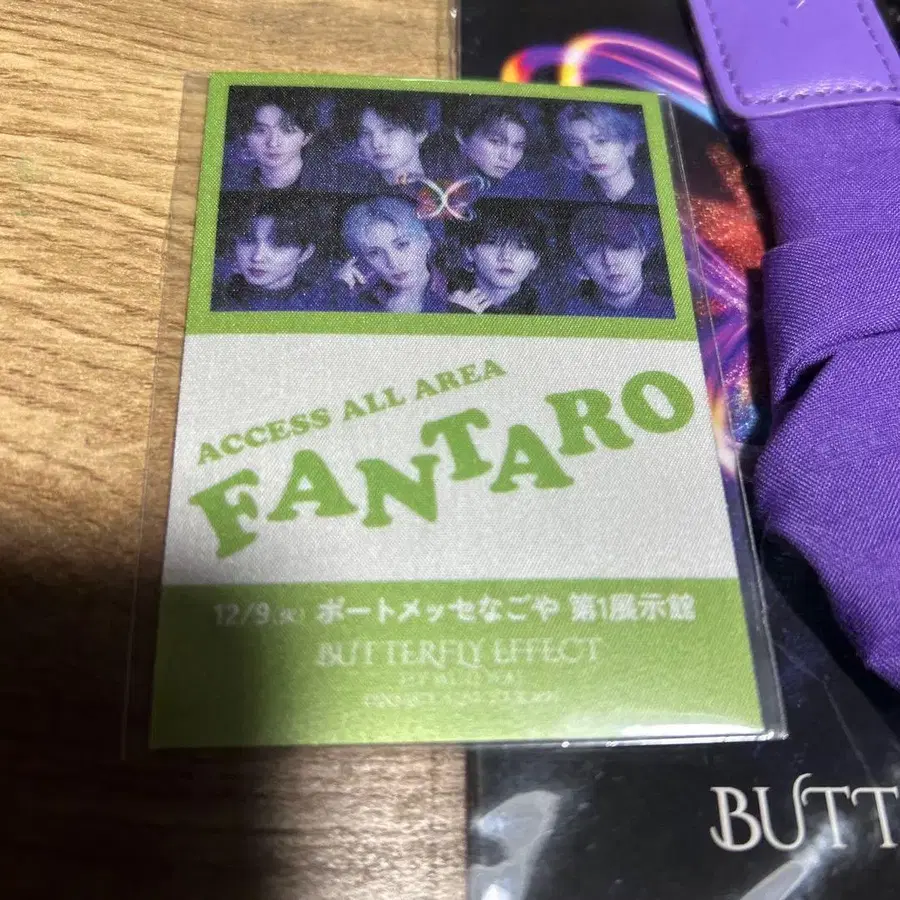 ACCESS ALL AREA
FANTARO
12/9(火) ポートメッセなごや 第1展示館
BUTTERFLY EFFECT
BUTT